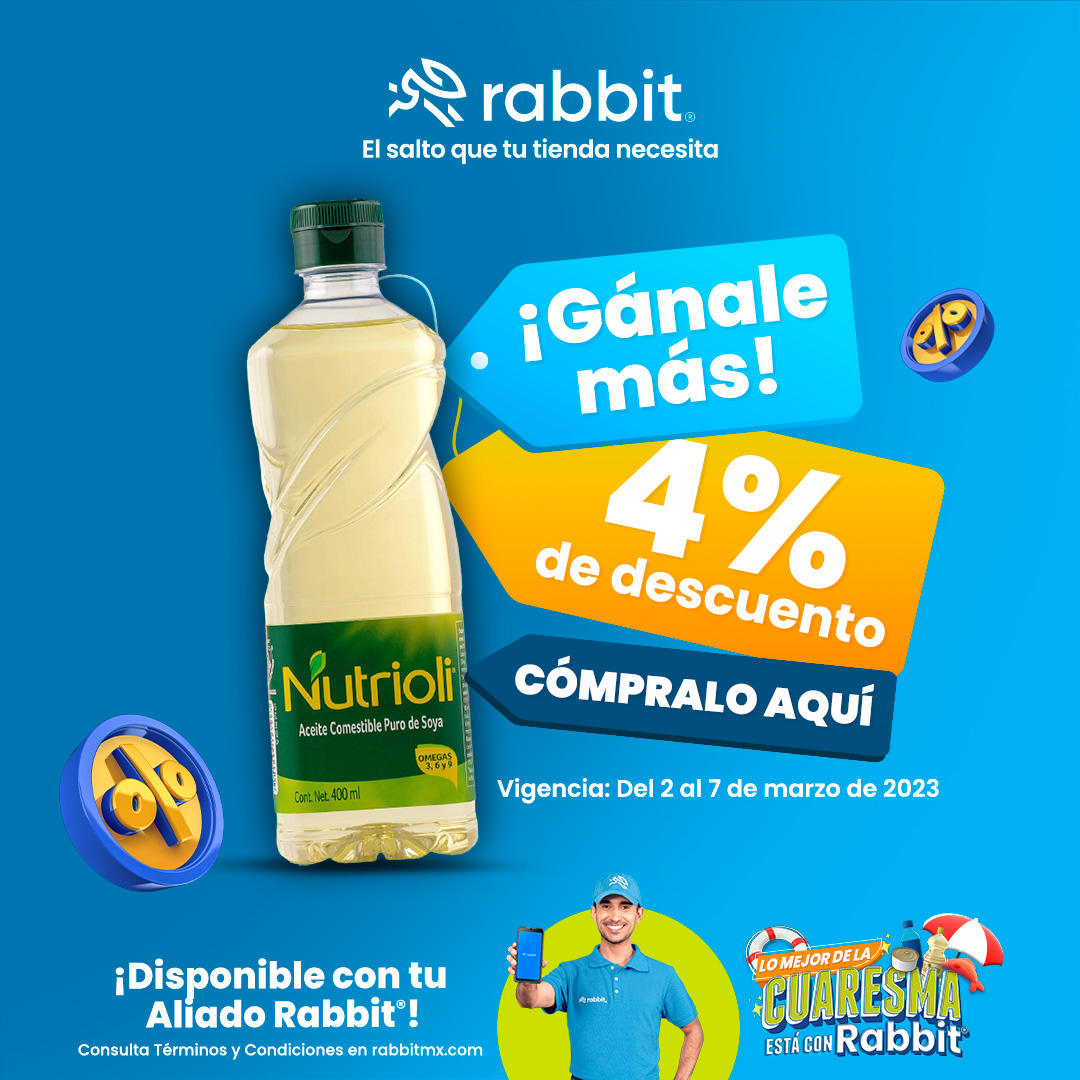 rabbit®
El salto que tu tienda necesita
¡Gánale
más!
4%
de descuento
CÓMPRALO AQUÍ
Vigencia: Del 2 al 7 de marzo de 2023
Nutrioli®
Aceite Comestible Puro de Soya
OMEGAS
3, 6 y 9
Cont. Net. 400 ml
¡Disponible con tu
Aliado Rabbit®!
Consulta Términos y Condiciones en rabbitmx.com
rabbit
LO MEJOR DE LA
CUARESMA
ESTÁ CON Rabbit®